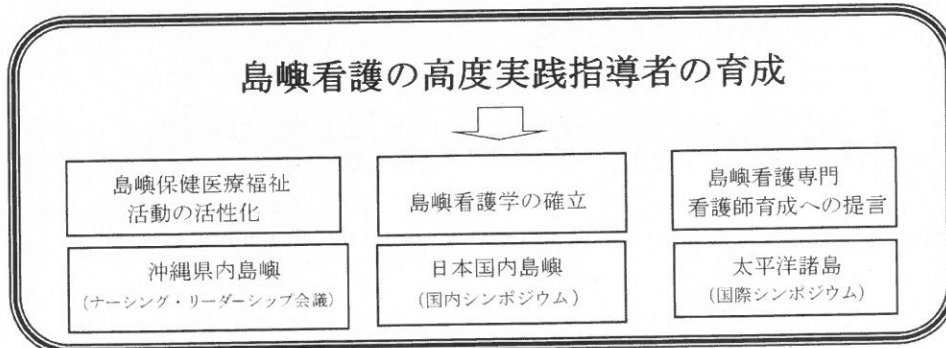 島嶼看護の高度実践指導者の育成
島嶼保健医療福祉
活動の活性化
島嶼看護学の確立
島嶼看護専門
看護師育成への提言
沖縄県内島嶼
(ナーシング・リーダーシップ会議)
日本国内島嶼
(国内シンポジウム)
太平洋諸島
(国際シンポジウム)